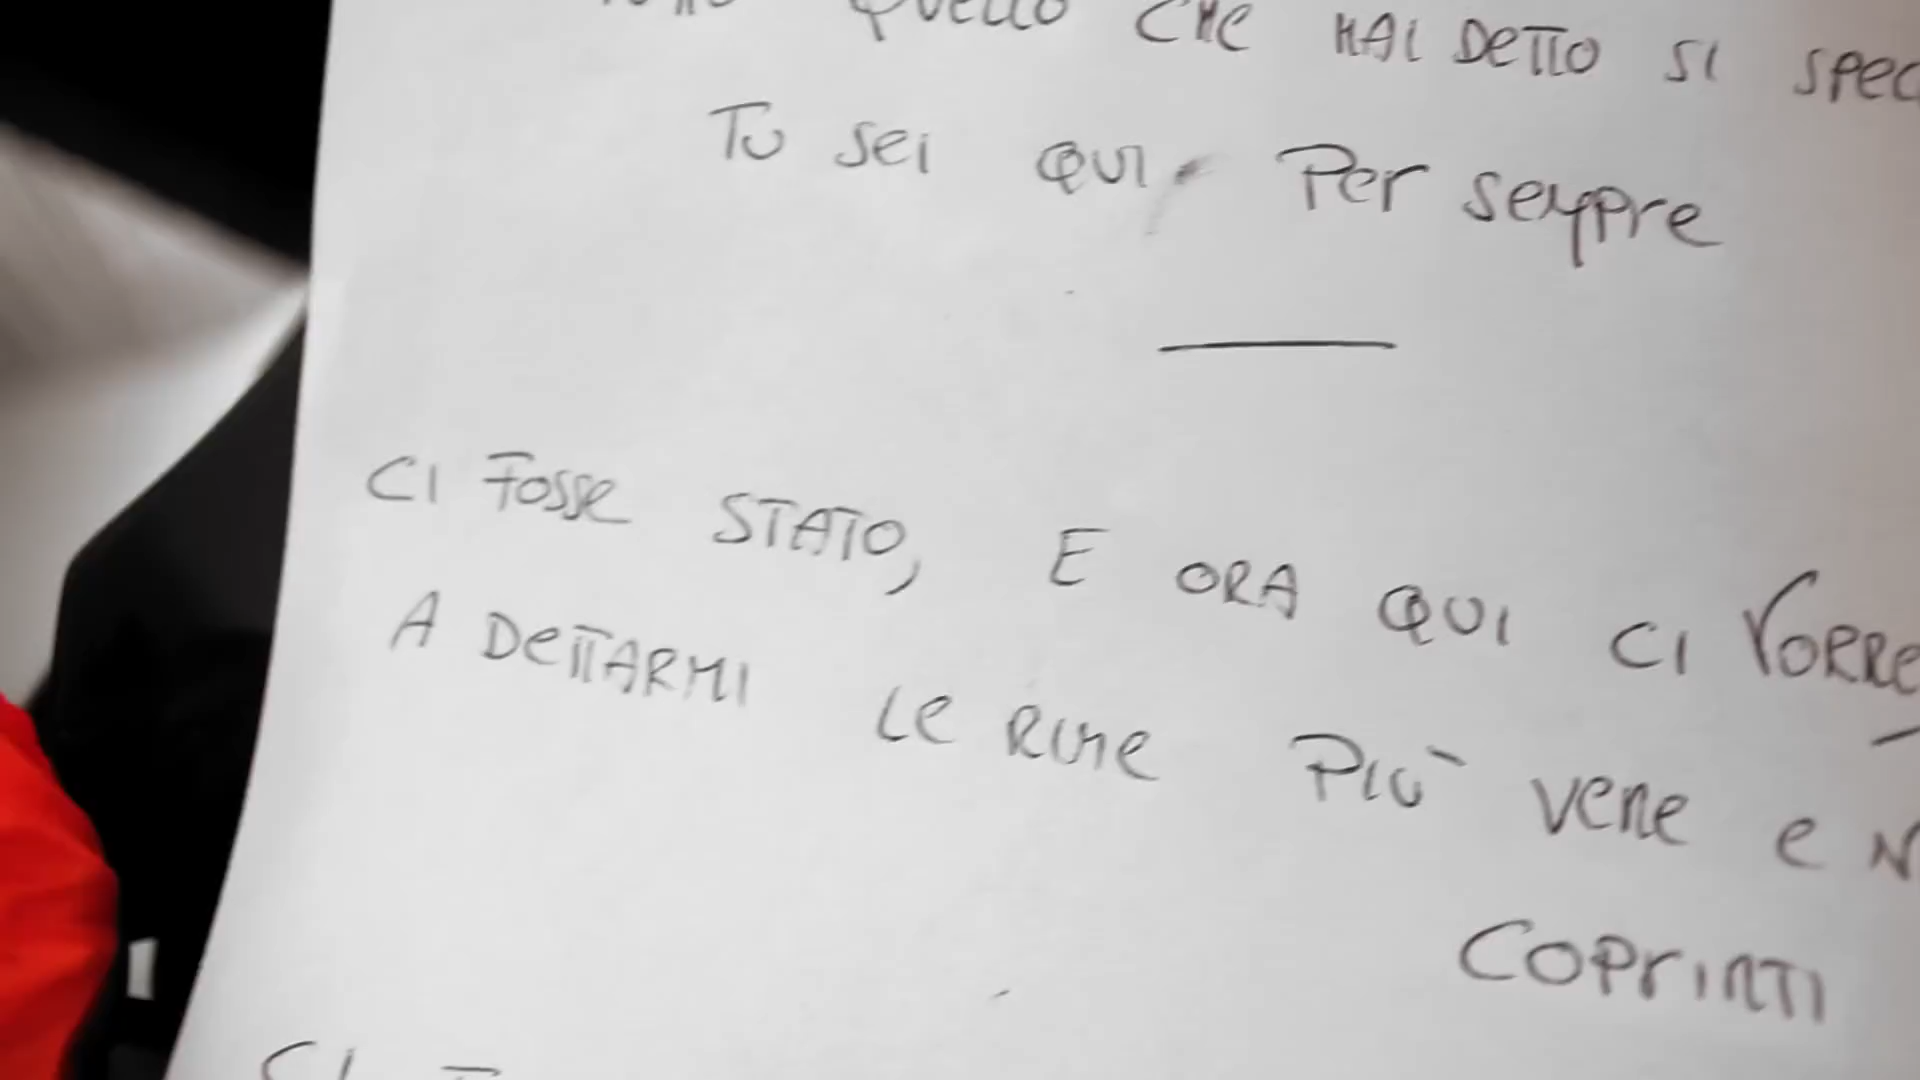 QUELLO CHE HAI DETTO SI
TU SEI QUI. PER SEMPRE
CI FOSSE STATO, E ORA QUI CI
A DETTARMI LE RIME PIÙ VERE E
COPRINTI
CI